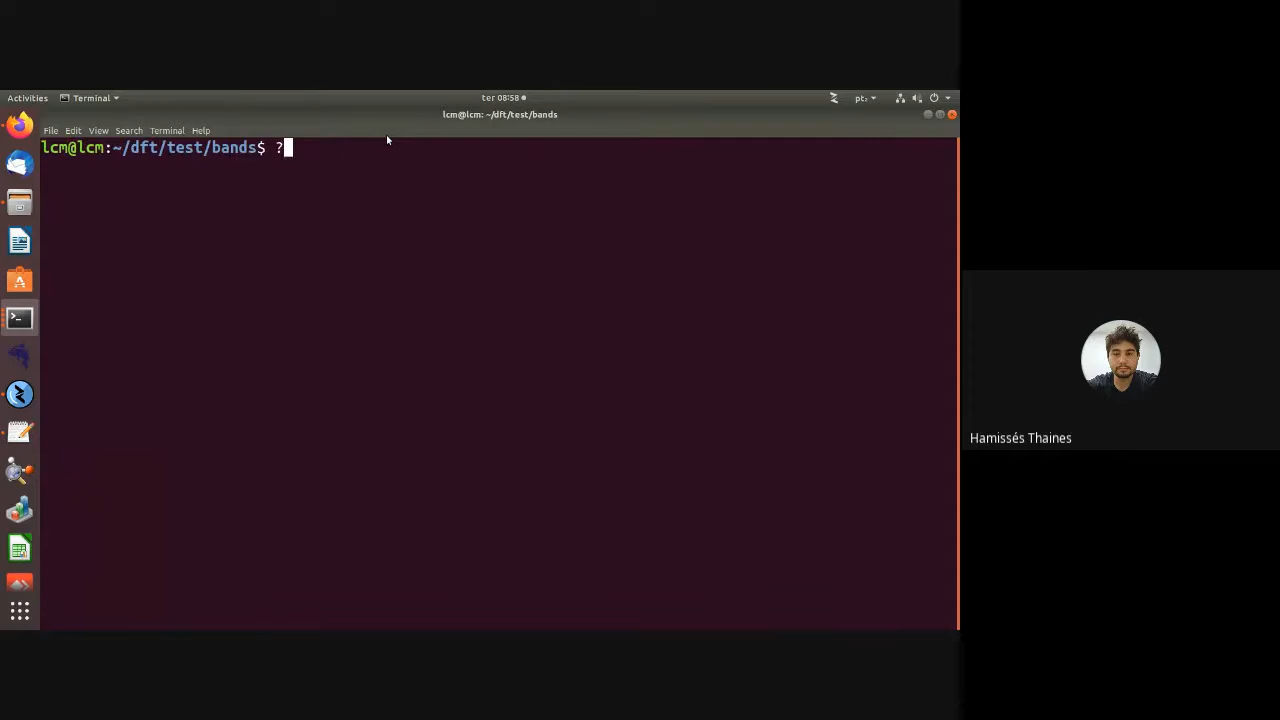 Activities Terminal ter 08:58 pt₂
lcm@lcm: ~/dft/test/bands
File Edit View Search Terminal Help
lcm@lcm:~/dft/test/bands$ ?
Hamissés Thaines